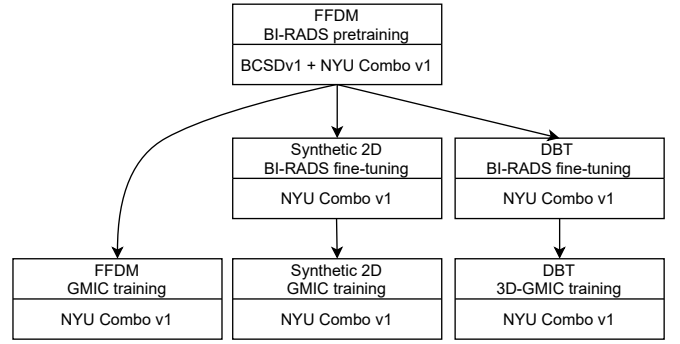 FFDM
BI-RADS pretraining
BCSDv1 + NYU Combo v1
Synthetic 2D
BI-RADS fine-tuning
NYU Combo v1
DBT
BI-RADS fine-tuning
NYU Combo v1
FFDM
GMIC training
NYU Combo v1
Synthetic 2D
GMIC training
NYU Combo v1
DBT
3D-GMIC training
NYU Combo v1